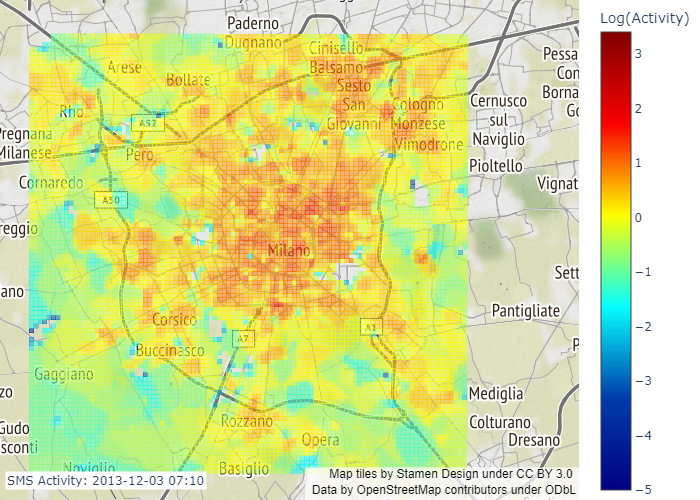 Paderno
Dugnano
Cinisello
Balsamo
Arese
Bollate
Sesto
San
Giovanni
Rho
A52
Cologno
Monzese
Vimodrone
Cernusco
sul
Naviglio
Pessa
Con
Borna
Go
Pregnana
Milanese
Pero
Pioltello
Cornaredo
A50
Vignat
reggio
Milano
Sett
ano
Pantigliate
Corsico
A7
A1
Buccinasco
P
Gaggiano
zo
Mediglia
Gudo
sconti
Rozzano
Colturano
Dresano
Opera
Noviglio
Basiglio
SMS Activity: 2013-12-03 07:10
Map tiles by Stamen Design under CC BY 3.0
Data by OpenStreetMap contributors under ODbL
Log(Activity)
3
2
1
0
−1
−2
−3
−4
−5